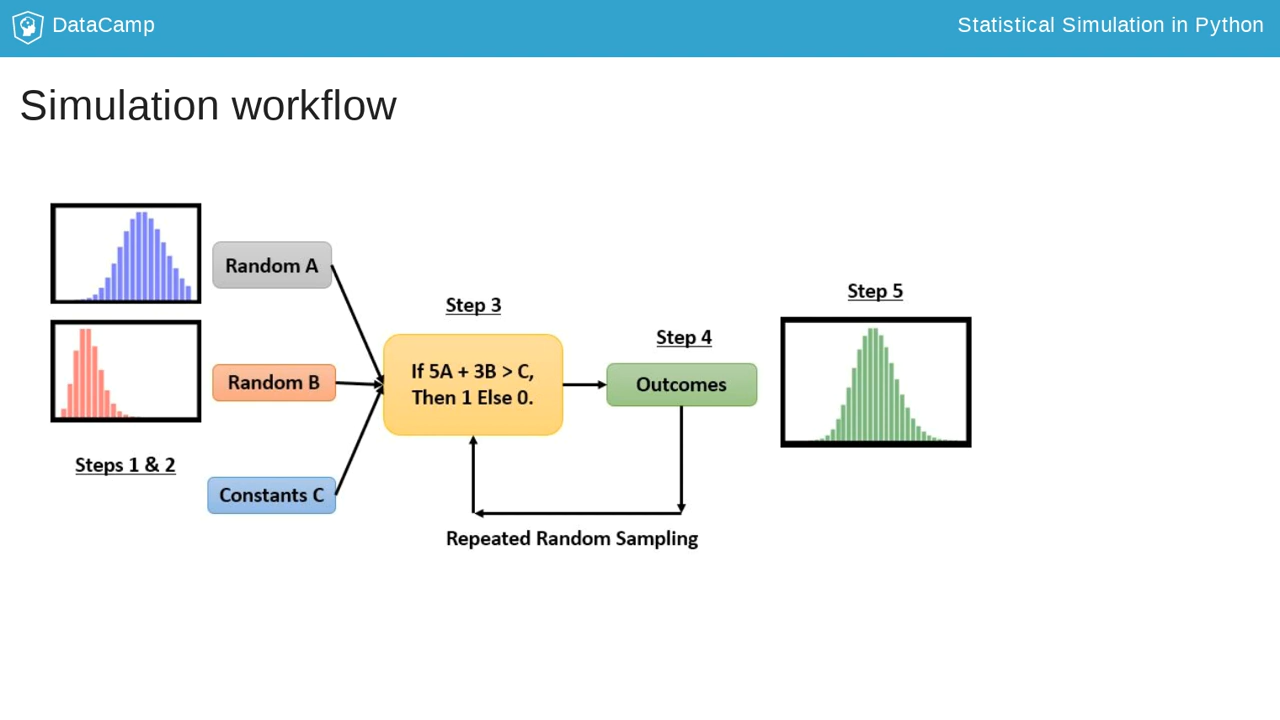 DataCamp
Statistical Simulation in Python
Simulation workflow
Random A
Random B
Steps 1 & 2
Constants C
Step 3
If 5A + 3B > C,
Then 1 Else 0.
Step 4
Outcomes
Repeated Random Sampling
Step 5